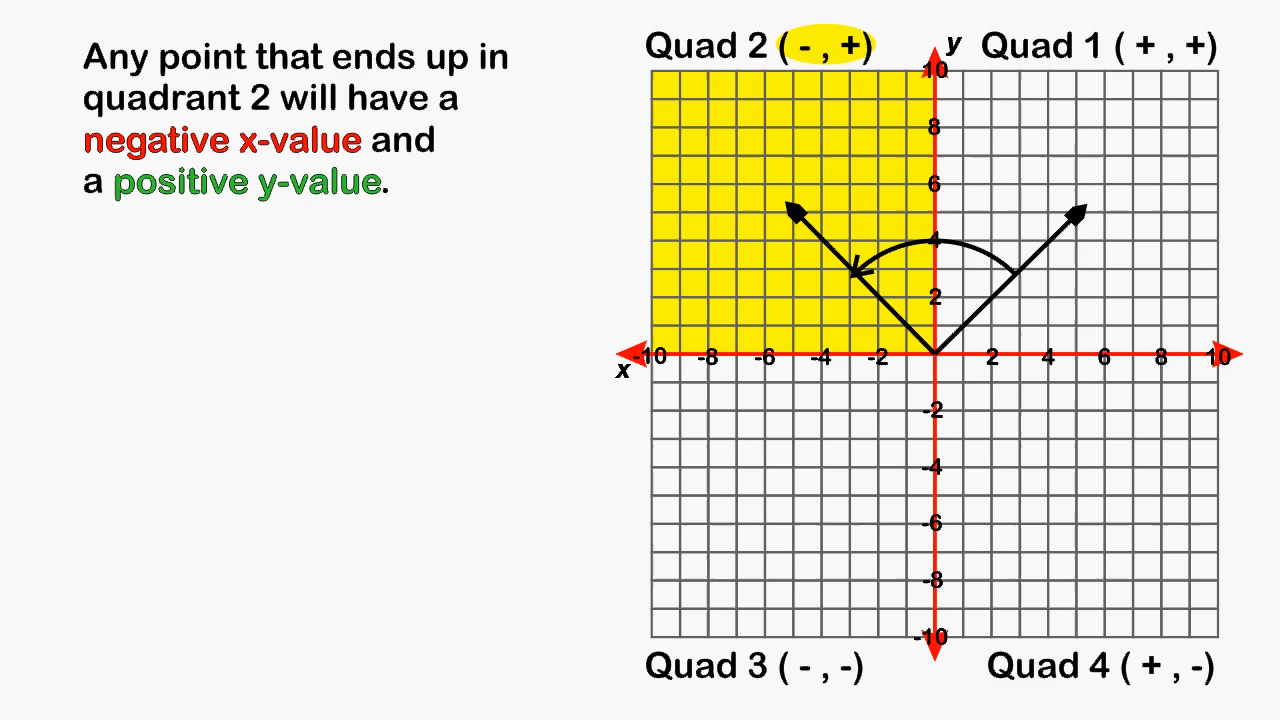 Any point that ends up in
quadrant 2 will have a
negative x-value and
a positive y-value.
Quad 2 ( - , +)
y
Quad 1 ( + , +)
10
8
6
4
2
-10 -8 -6 -4 -2 2 4 6 8 10
x
-2
-4
-6
-8
-10
Quad 3 ( - , -)
Quad 4 ( + , -)